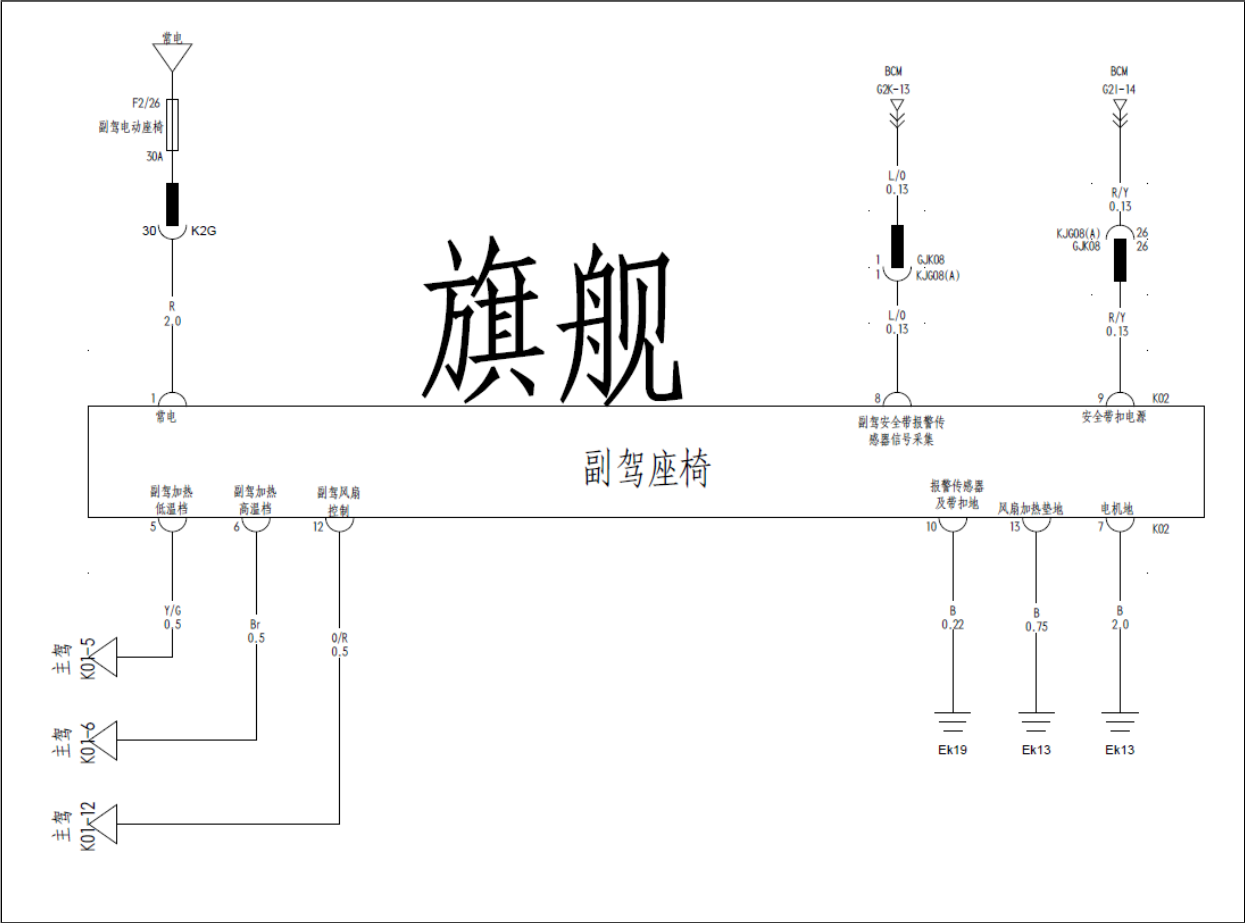 常电
F2/26
副驾电动座椅
30A
30
K2G
R
2.0
1
常电
BCM
G2K-13
L/O
0.13
1
GJK08
1
KJG08(A)
L/O
0.13
8
副驾安全带报警传
感器信号采集
BCM
G2I-14
R/Y
0.13
KJG08(A)
26
GJK08
26
R/Y
0.13
9
K02
安全带扣电源
旗舰
副驾座椅
副驾加热
低温档
5
副驾加热
高温档
6
副驾风扇
控制
12
报警传感器
及带扣地
10
风扇加热垫地
13
电机地
7
K02
Y/G
0.5
Br
0.5
O/R
0.5
B
0.22
B
0.75
B
2.0
主驾
K01-5
主驾
K01-6
主驾
K01-12
Ek19
Ek13
Ek13